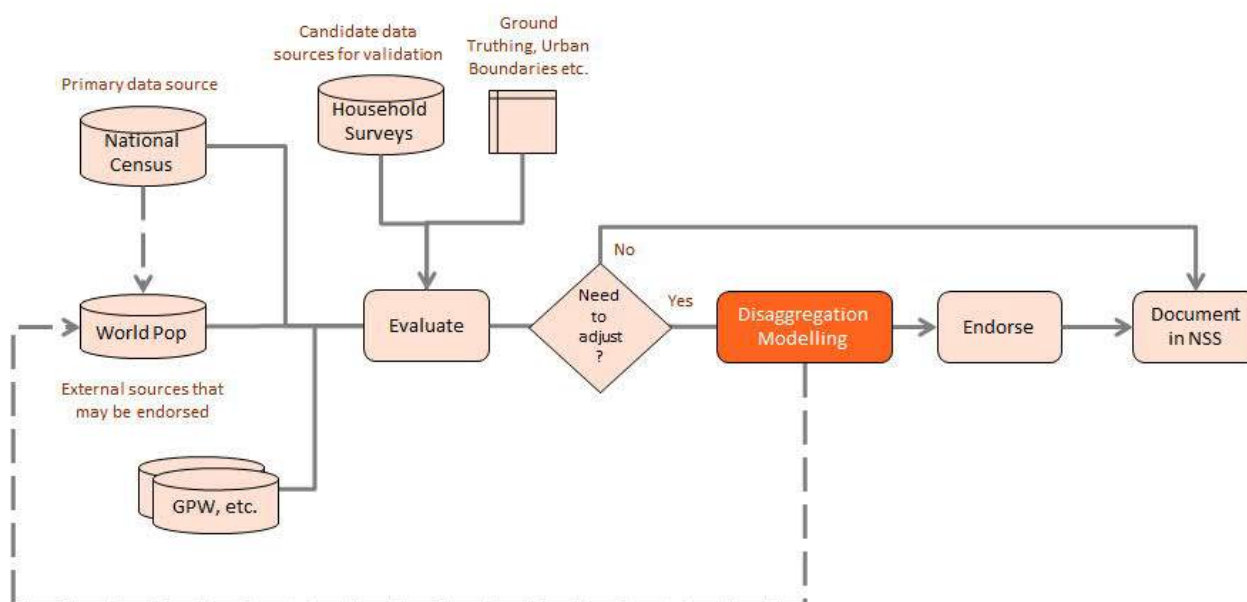 Candidate data
sources for validation
Ground
Truthing, Urban
Boundaries etc.
Primary data source
National
Census
Household
Surveys
No
World Pop
Evaluate
Need
to
adjust
?
Yes
Disaggregation
Modelling
Endorse
Document
in NSS
External sources that
may be endorsed
GPW, etc.